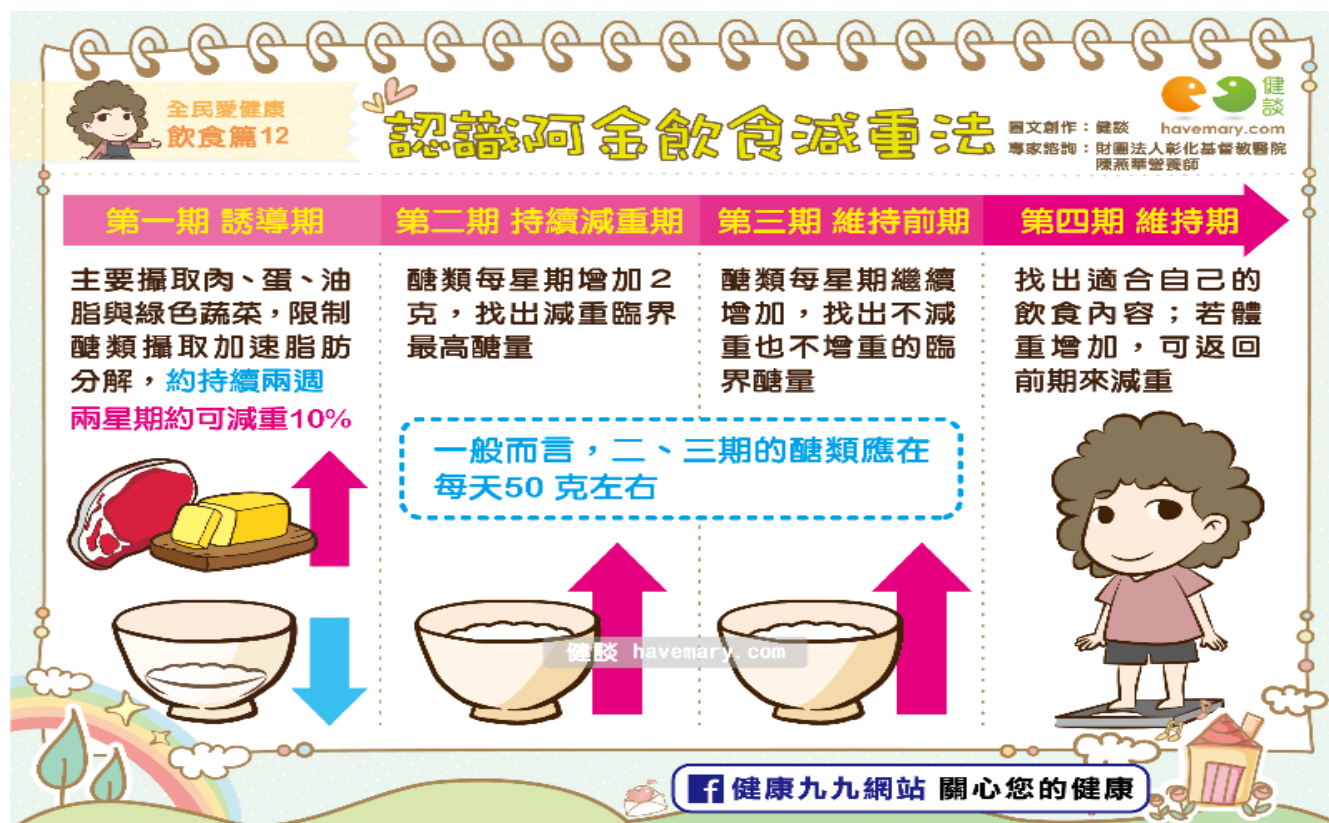 全民愛健康
飲食篇12
認識阿金飲食減重法
健談
havemary.com
圖文創作：健談
專家諮詢：財團法人彰化基督教醫院
陳燕華營養師
第一期 誘導期
第二期 持續減重期
第三期 維持前期
第四期 維持期
主要攝取肉、蛋、油
脂與綠色蔬菜，限制
醣類攝取加速脂肪
分解，約持續兩週
兩星期約可減重10%
醣類每星期增加2
克，找出減重臨界
最高醣量
醣類每星期繼續
增加，找出不減
重也不增重的臨
界醣量
找出適合自己的
飲食內容；若體
重增加，可返回
前期來減重
一般而言，二、三期的醣類應在
每天50 克左右
健談 havemary.com
f 健康九九網站 關心您的健康